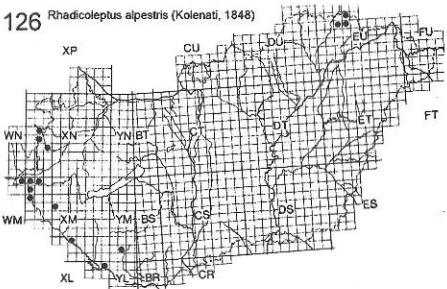 126 Rhadicoleptus alpestris (Kolenati, 1848)
XP CU DU EU FU
WN XN YN BT C DT ET FT
WM XM YM BS CS DS ES
XL YL BR CR